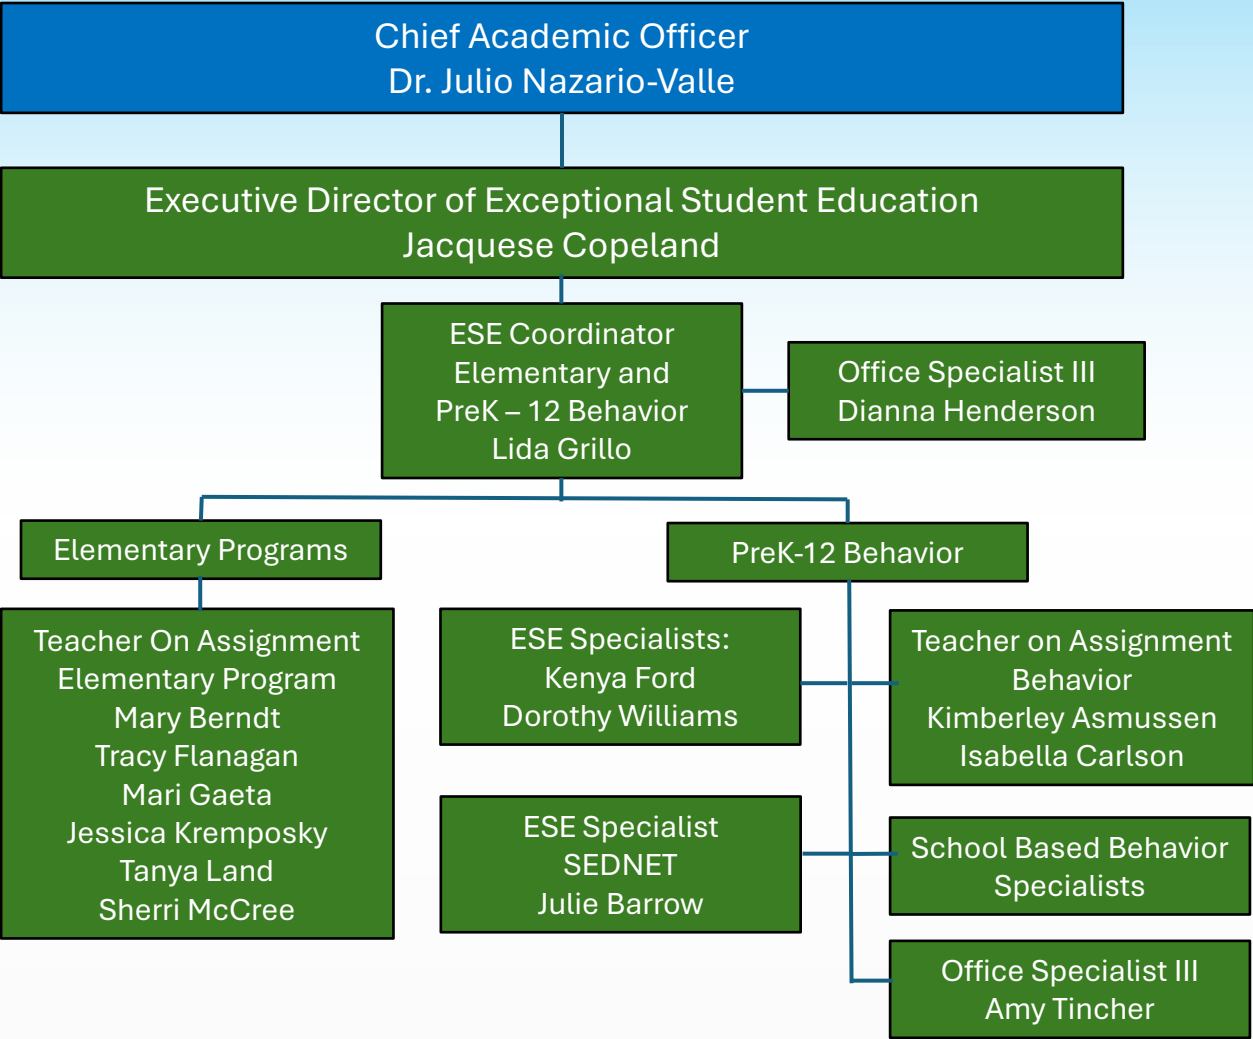 Chief Academic Officer
Dr. Julio Nazario-Valle
Executive Director of Exceptional Student Education
Jacquese Copeland
ESE Coordinator
Elementary and
PreK – 12 Behavior
Lida Grillo
Office Specialist III
Dianna Henderson
Elementary Programs
Teacher On Assignment
Elementary Program
Mary Berndt
Tracy Flanagan
Mari Gaeta
Jessica Kremposky
Tanya Land
Sherri McCree
PreK-12 Behavior
ESE Specialists:
Kenya Ford
Dorothy Williams
Teacher on Assignment
Behavior
Kimberley Asmussen
Isabella Carlson
ESE Specialist
SEDNET
Julie Barrow
School Based Behavior
Specialists
Office Specialist III
Amy Tincher